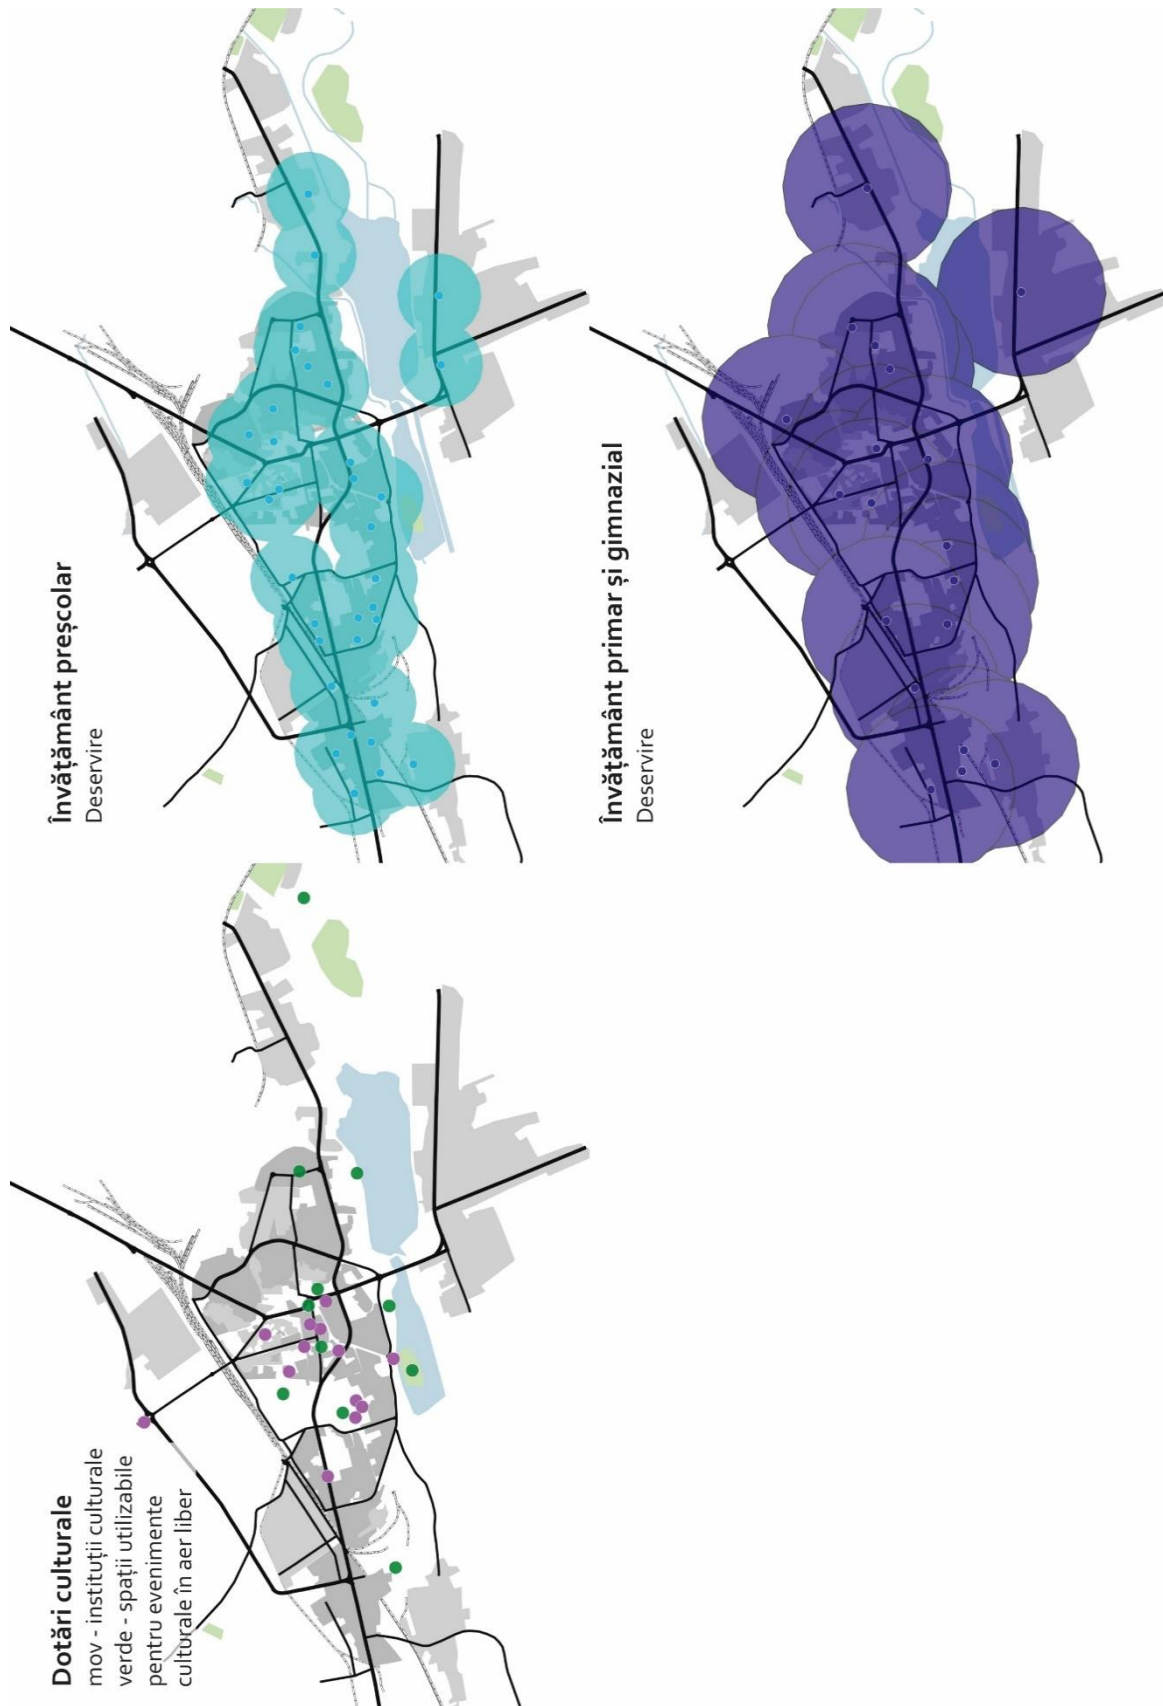 Dotări culturale
mov - instituții culturale
verde - spații utilizabile
pentru evenimente
culturale în aer liber
Învățământ preșcolar
Deservire
Învățământ primar și gimnazial
Deservire